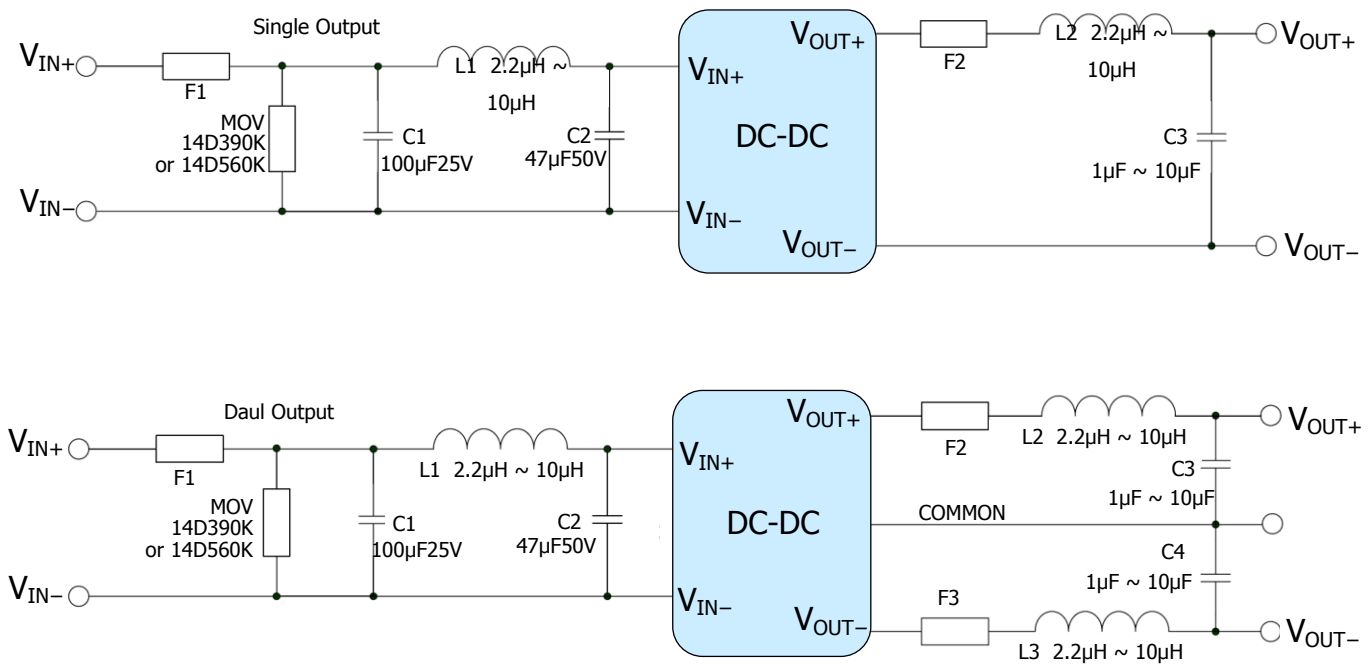 Single Output
VIN+
F1
MOV
14D390K
or 14D560K
C1
100µF25V
L1 2.2µH ~
10µH
C2
47µF50V
VIN−
VIN+
DC-DC
VIN−
VOUT+
VOUT−
F2
L2 2.2µH ~
10µH
C3
1µF ~ 10µF
VOUT+
VOUT−
Daul Output
VIN+
F1
MOV
14D390K
or 14D560K
C1
100µF25V
L1 2.2µH ~ 10µH
C2
47µF50V
VIN−
VIN+
DC-DC
VIN−
VOUT+
VOUT−
F2
L2 2.2µH ~ 10µH
C3
1µF ~ 10µF
COMMON
C4
1µF ~ 10µF
F3
L3 2.2µH ~ 10µH
VOUT+
VOUT−